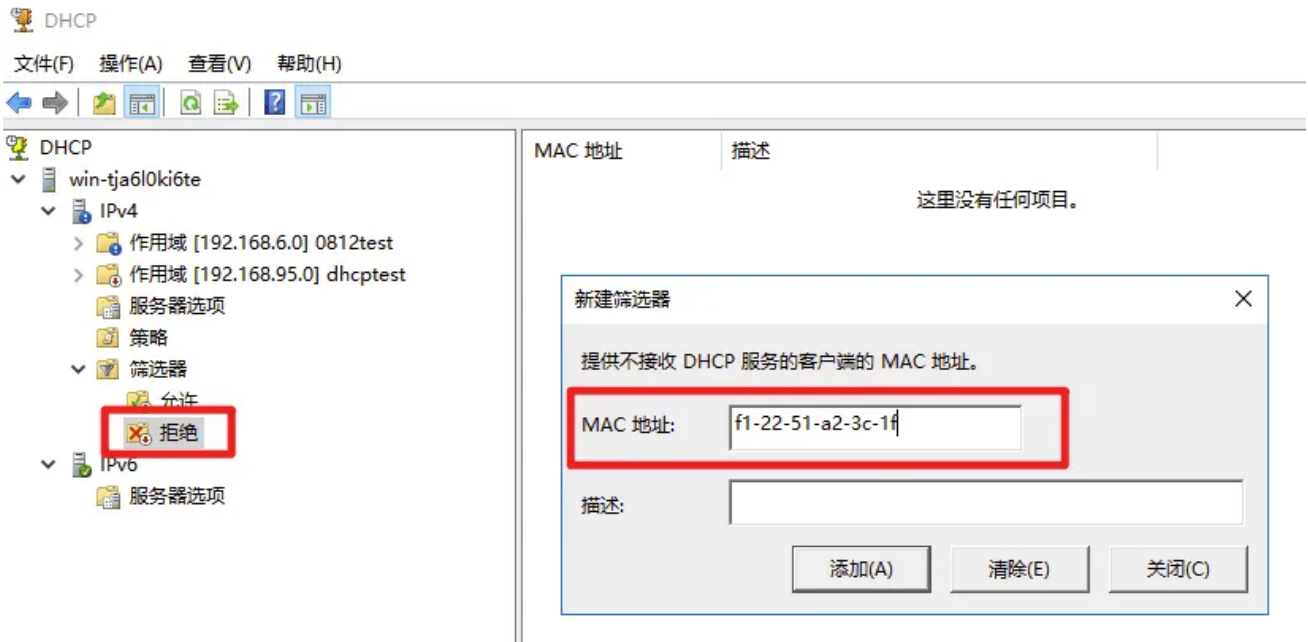 DHCP
文件(F) 操作(A) 查看(V) 帮助(H)
DHCP
win-tja6l0ki6te
IPv4
作用域 [192.168.6.0] 0812test
作用域 [192.168.95.0] dhcptest
服务器选项
策略
筛选器
允许
拒绝
IPv6
服务器选项
MAC 地址 描述
这里没有任何项目。
新建筛选器
提供不接收 DHCP 服务的客户端的 MAC 地址。
MAC 地址: f1-22-51-a2-3c-1f
描述:
添加(A) 清除(E) 关闭(C)